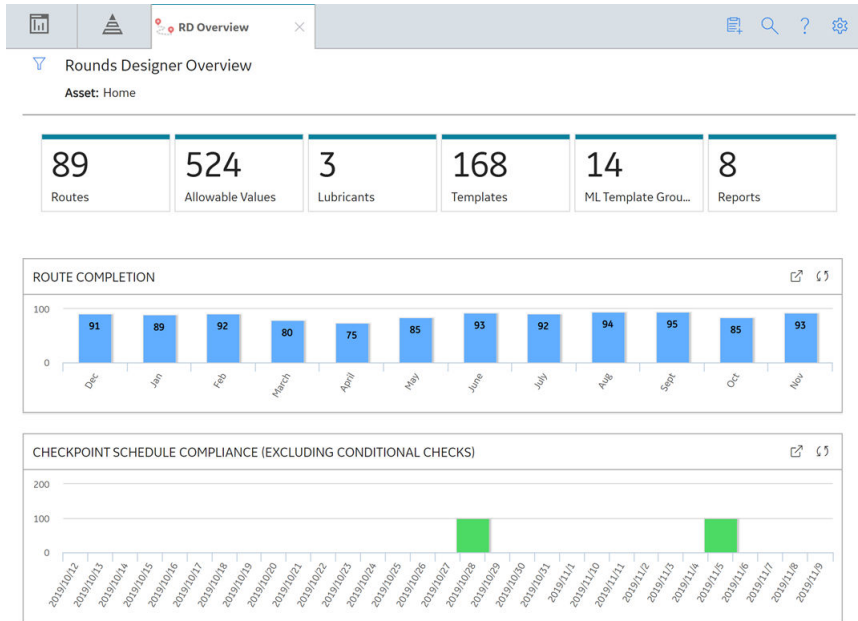 RD Overview
Rounds Designer Overview
Asset: Home
89 524 3 168 14 8
Routes Allowable Values Lubricants Templates ML Template Grou... Reports
ROUTE COMPLETION
100
91 89 92 80 75 85 93 92 94 95 85 93
0
Dec Jan Feb March April May June July Aug Sept Oct Nov
CHECKPOINT SCHEDULE COMPLIANCE (EXCLUDING CONDITIONAL CHECKS)
200
100
0
2019/10/12 2019/10/13 2019/10/14 2019/10/15 2019/10/16 2019/10/17 2019/10/18 2019/10/19 2019/10/20 2019/10/21 2019/10/22 2019/10/23 2019/10/24 2019/10/25 2019/10/26 2019/10/27 2019/10/28 2019/10/29 2019/10/30 2019/10/31 2019/11/1 2019/11/10 2019/11/11 2019/11/2 2019/11/3 2019/11/4 2019/11/5 2019/11/6 2019/11/7 2019/11/8 2019/11/9